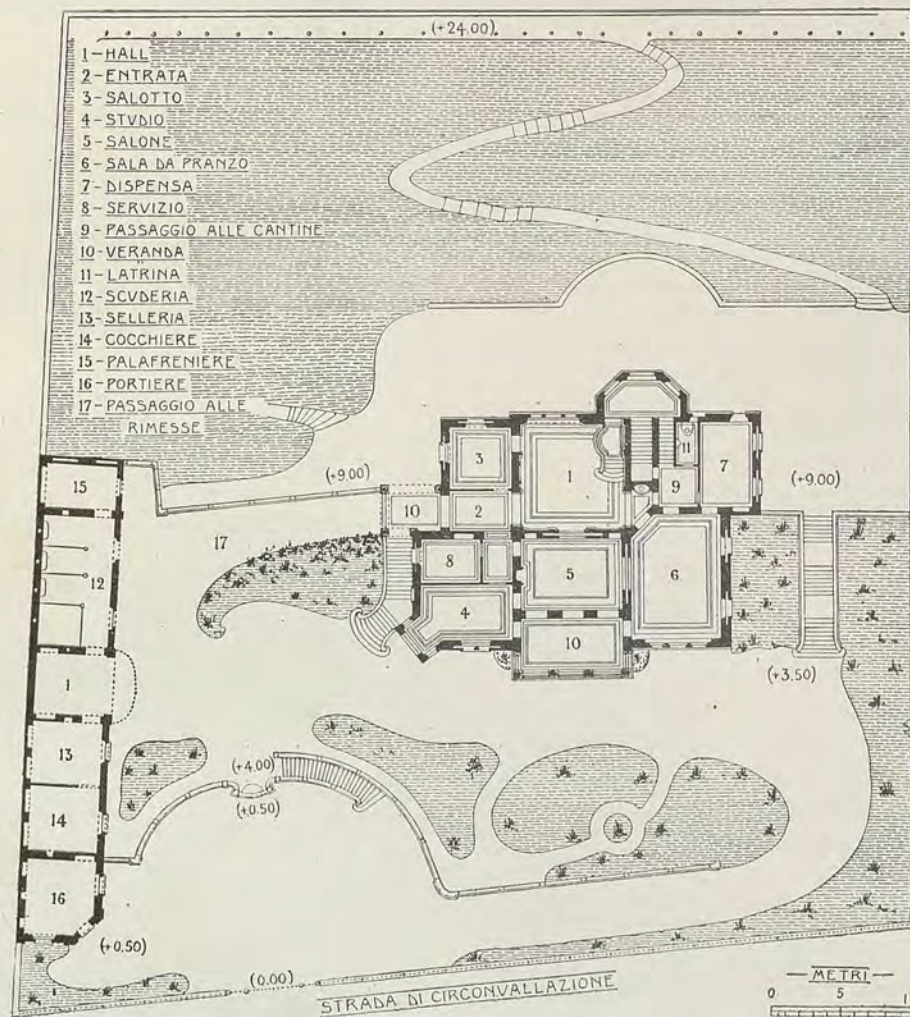 (+24.00)
1 - HALL
2 - ENTRATA
3 - SALOTTO
4 - STVDIO
5 - SALONE
6 - SALA DA PRANZO
7 - DISPENSA
8 - SERVIZIO
9 - PASSAGGIO ALLE CANTINE
10 - VERANDA
11 - LATRINA
12 - SCVDERIA
13 - SELLERIA
14 - COCCHIERE
15 - PALAFRENIERE
16 - PORTIERE
17 - PASSAGGIO ALLE
RIMESSE
11
3
1
7
15
(+9.00)
9
(+9.00)
10
2
17
12
8
5
6
4
10
1
(+3.50)
13
(+4.00)
(+0.50)
14
16
(+0.50)
(0.00)
STRADA DI CIRCONVALLAZIONE
METRI
0 5 1